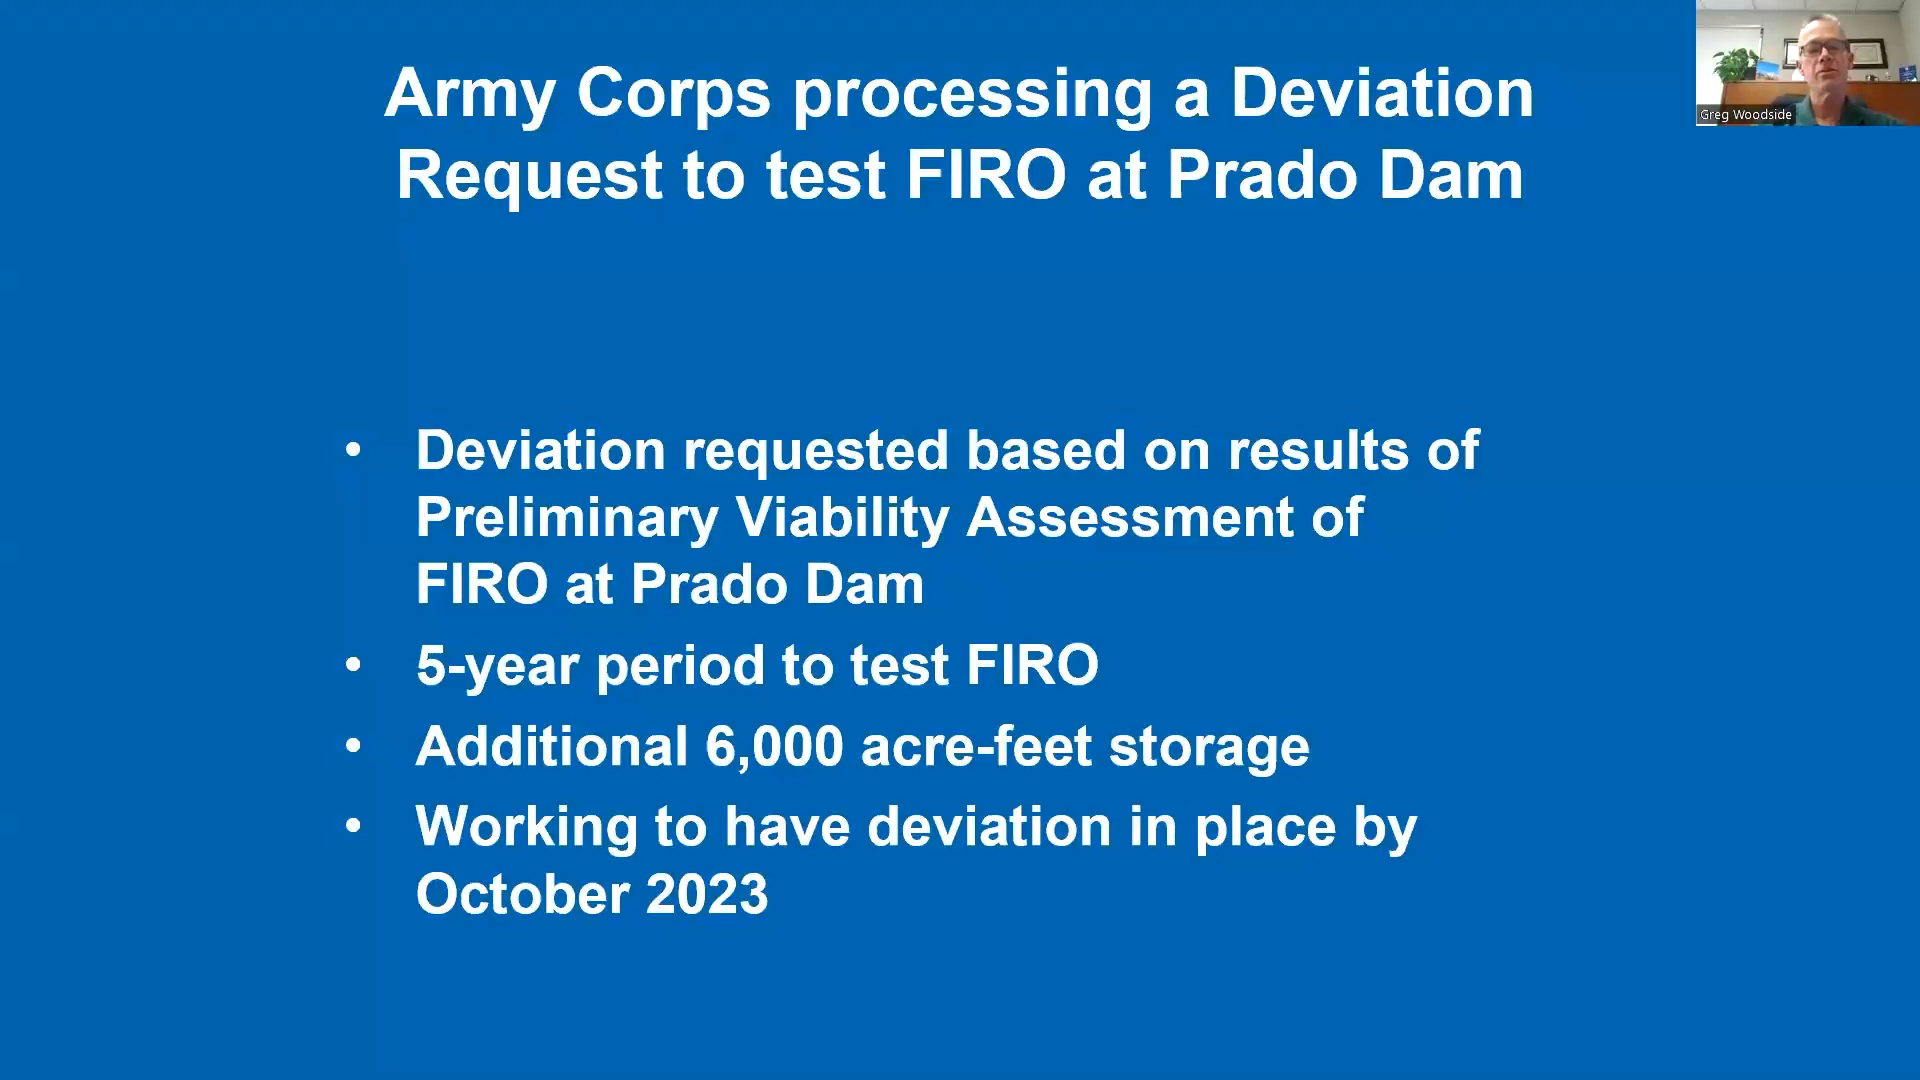 Army Corps processing a Deviation
Request to test FIRO at Prado Dam
Greg Woodside
• Deviation requested based on results of
Preliminary Viability Assessment of
FIRO at Prado Dam
• 5-year period to test FIRO
• Additional 6,000 acre-feet storage
• Working to have deviation in place by
October 2023